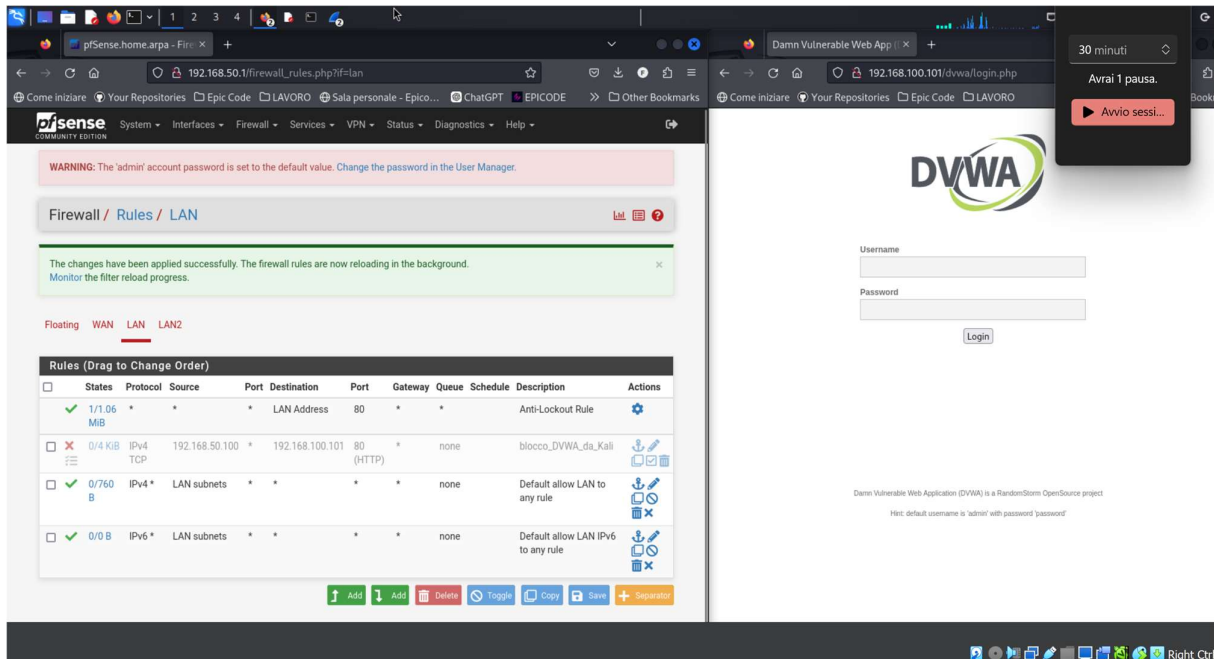 1 2 3 4
pfSense.home.arpa - Fire
192.168.50.1/firewall_rules.php?if=lan
Come iniziare Your Repositories Epic Code LAVORO Sala personale - Epico... ChatGPT EPICODE Other Bookmarks
pfsense
COMMUNITY EDITION
System Interfaces Firewall Services VPN Status Diagnostics Help
WARNING: The 'admin' account password is set to the default value. Change the password in the User Manager.
Firewall / Rules / LAN
The changes have been applied successfully. The firewall rules are now reloading in the background.
Monitor the filter reload progress.
Floating WAN LAN LAN2
Rules (Drag to Change Order)
States Protocol Source Port Destination Port Gateway Queue Schedule Description Actions
1/1.06 MiB * * * LAN Address 80 * * Anti-Lockout Rule
0/4 KiB IPv4 TCP 192.168.50.100 * 192.168.100.101 80 (HTTP) * none blocco_DVWA_da_Kali
0/760 B IPv4 * LAN subnets * * * * none Default allow LAN to any rule
0/0 B IPv6 * LAN subnets * * * * none Default allow LAN IPv6 to any rule
Add Add Delete Toggle Copy Save Separator
Damn Vulnerable Web App (
192.168.100.101/dvwa/login.php
Come iniziare Your Repositories Epic Code LAVORO
30 minuti
Avrai 1 pausa.
Avvio sessi...
DVWA
Username
Password
Login
Damn Vulnerable Web Application (DVWA) is a RandomStorm OpenSource project
Hint: default username is 'admin' with password 'password'
Right Ctrl